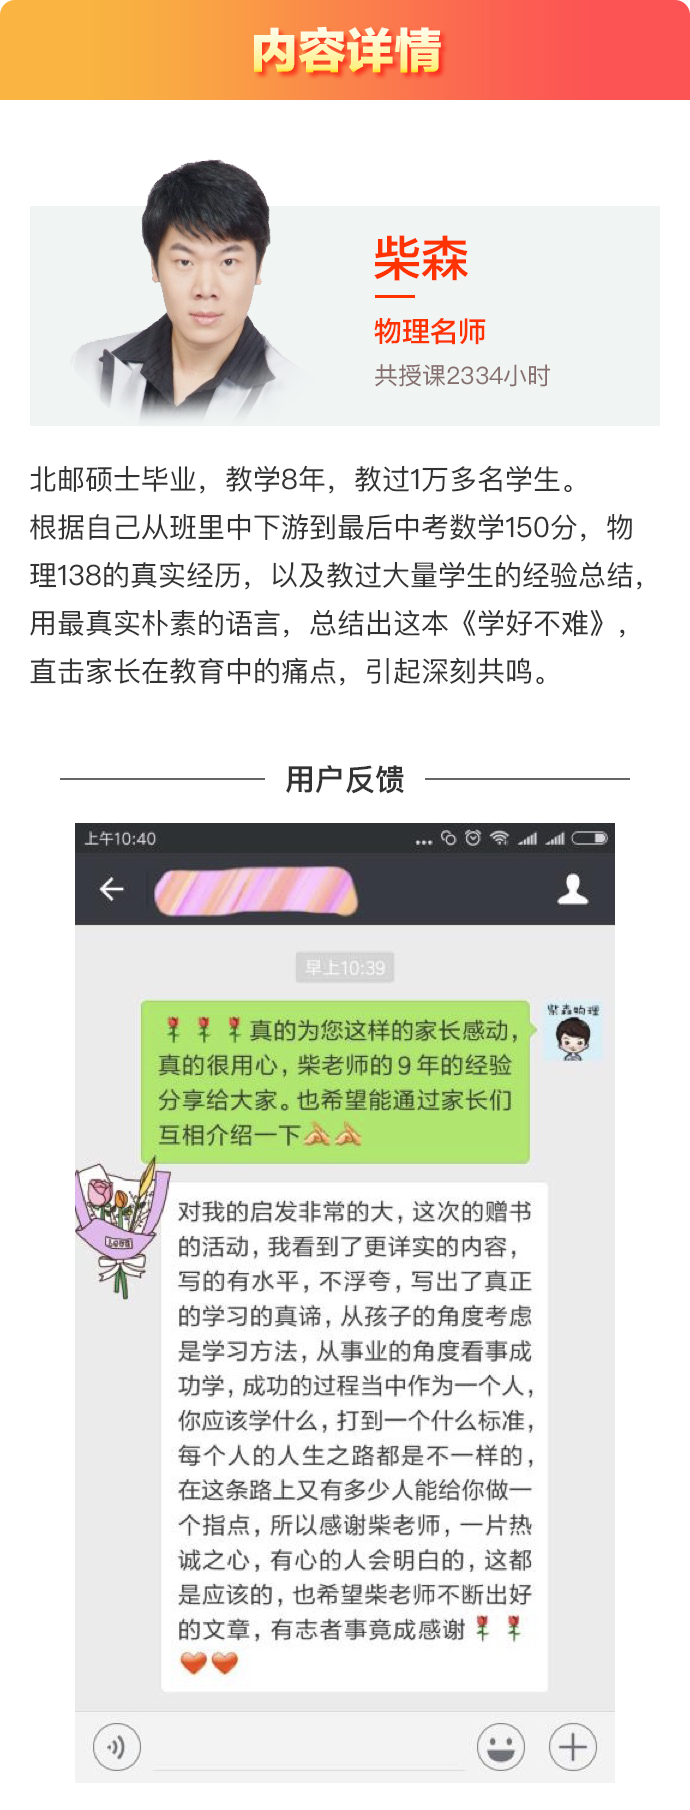 内容详情
柴森
物理名师
共授课2334小时
北邮硕士毕业，教学8年，教过1万多名学生。
根据自己从班里中下游到最后中考数学150分，物
理138的真实经历，以及教过大量学生的经验总结，
用最真实朴素的语言，总结出这本《学好不难》，
直击家长在教育中的痛点，引起深刻共鸣。
用户反馈
上午10:40
早上10:39
柴森物理
真的为您这样的家长感动，
真的很用心，柴老师的9年的经验
分享给大家。也希望能通过家长们
互相介绍一下
对我的启发非常的大，这次的赠书
的活动，我看到了更详实的内容，
写的有水平，不浮夸，写出了真正
的学习的真谛，从孩子的角度考虑
是学习方法，从事业的角度看事成
功学，成功的过程当中作为一个人，
你应该学什么，打到一个什么标准，
每个人的人生之路都是不一样的，
在这条路上又有多少人能给你做一
个指点，所以感谢柴老师，一片热
诚之心，有心的人会明白的，这都
是应该的，也希望柴老师不断出好
的文章，有志者事竟成感谢
Love